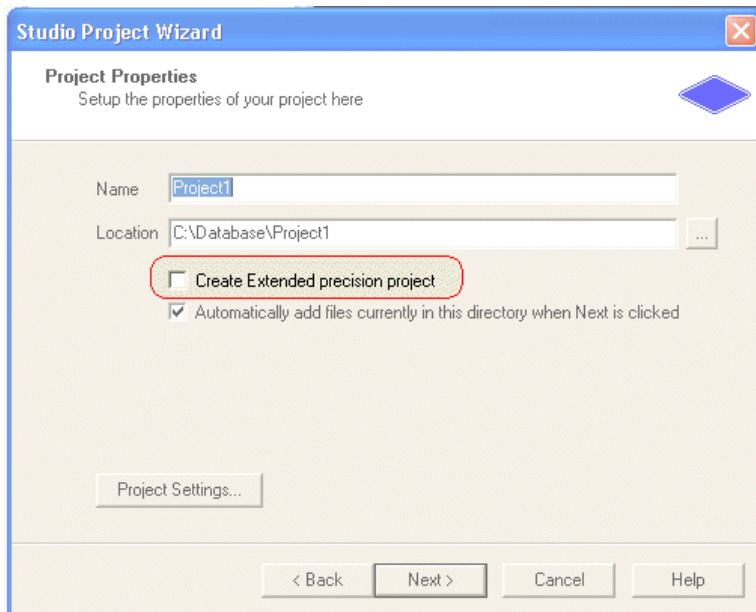 Studio Project Wizard
Project Properties
Setup the properties of your project here
Name Project1
Location C:\Database\Project1 ...
Create Extended precision project
Automatically add files currently in this directory when Next is clicked
Project Settings...
< Back Next > Cancel Help